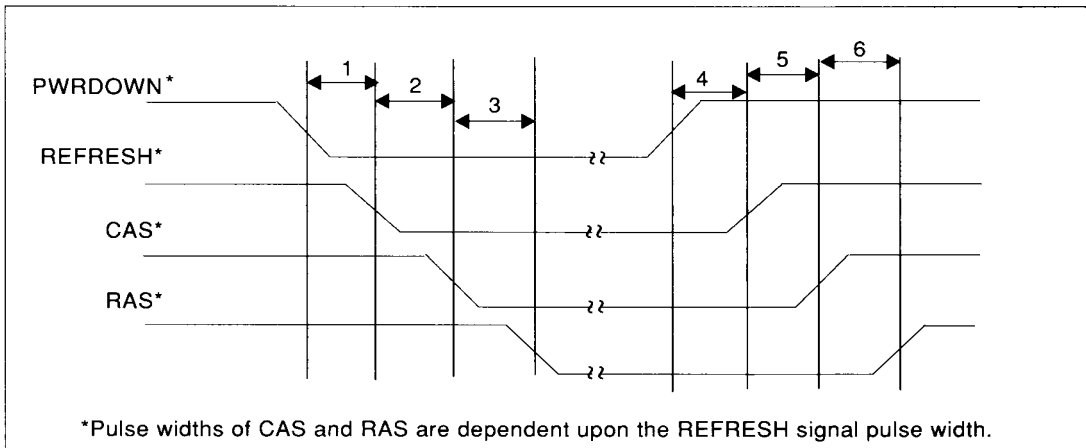 1
2
3
4
5
6
PWRDOWN*
REFRESH*
CAS*
RAS*
*Pulse widths of CAS and RAS are dependent upon the REFRESH signal pulse width.